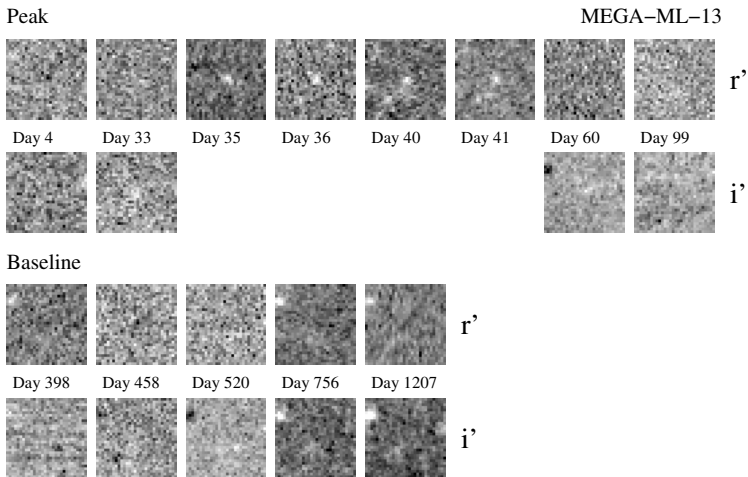 Peak MEGA−ML−13
r’
Day 4 Day 33 Day 35 Day 36 Day 40 Day 41 Day 60 Day 99
i’
Baseline
r’
Day 398 Day 458 Day 520 Day 756 Day 1207
i’